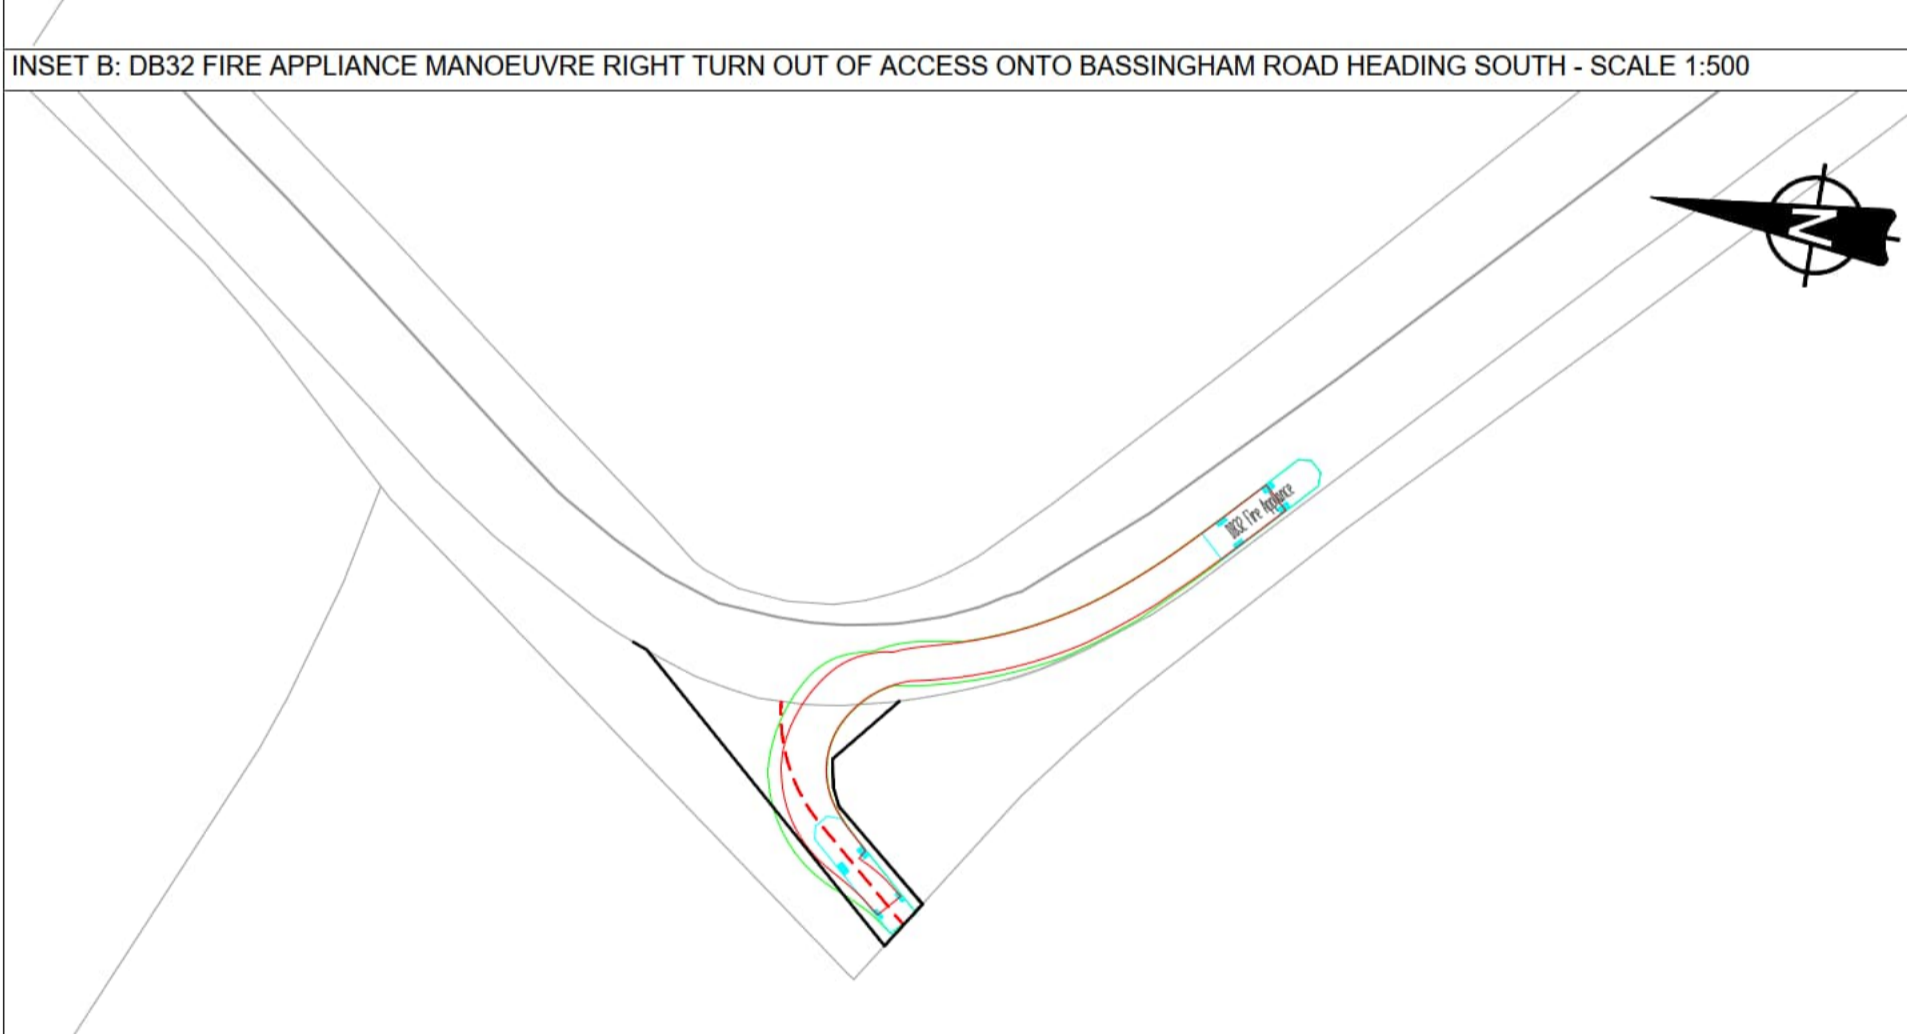 INSET B: DB32 FIRE APPLIANCE MANOEUVRE RIGHT TURN OUT OF ACCESS ONTO BASSINGHAM ROAD HEADING SOUTH - SCALE 1:500
N
DB32 Fire Appliance